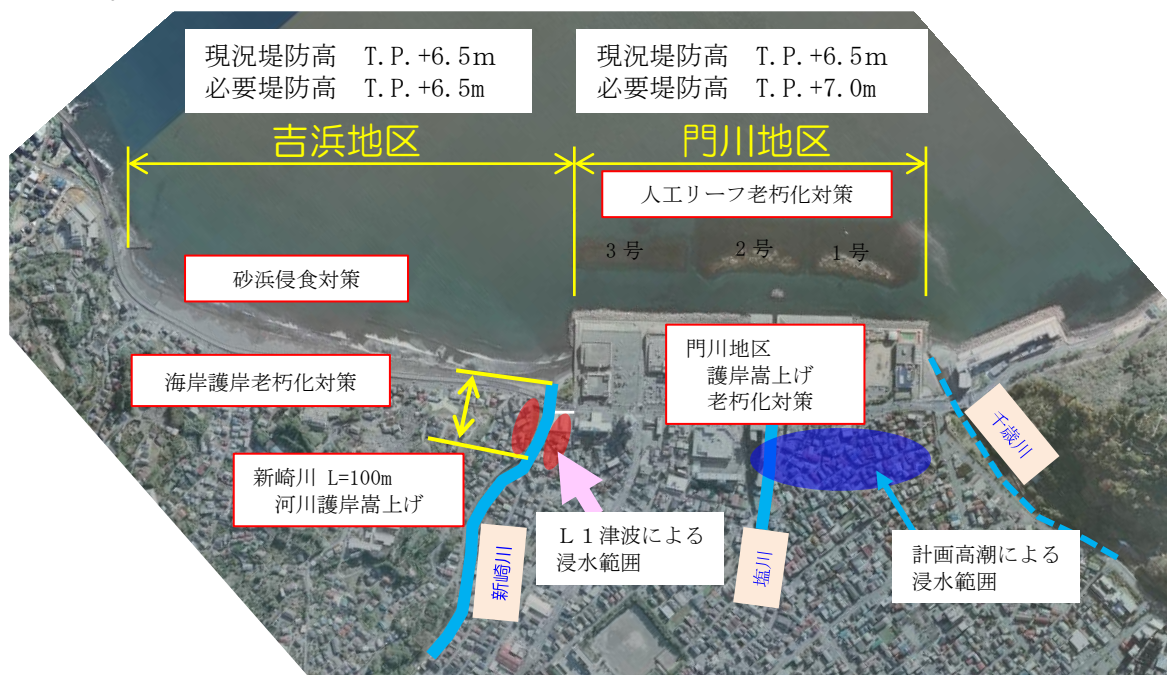 現況堤防高　T.P.+6.5m
必要堤防高　T.P.+6.5m
現況堤防高　T.P.+6.5m
必要堤防高　T.P.+7.0m
吉浜地区
門川地区
人工リーフ老朽化対策
3号
2号
1号
砂浜侵食対策
海岸護岸老朽化対策
門川地区
護岸嵩上げ
老朽化対策
新崎川 L=100m
河川護岸嵩上げ
新崎川
L1津波による
浸水範囲
塩川
計画高潮による
浸水範囲
千歳川